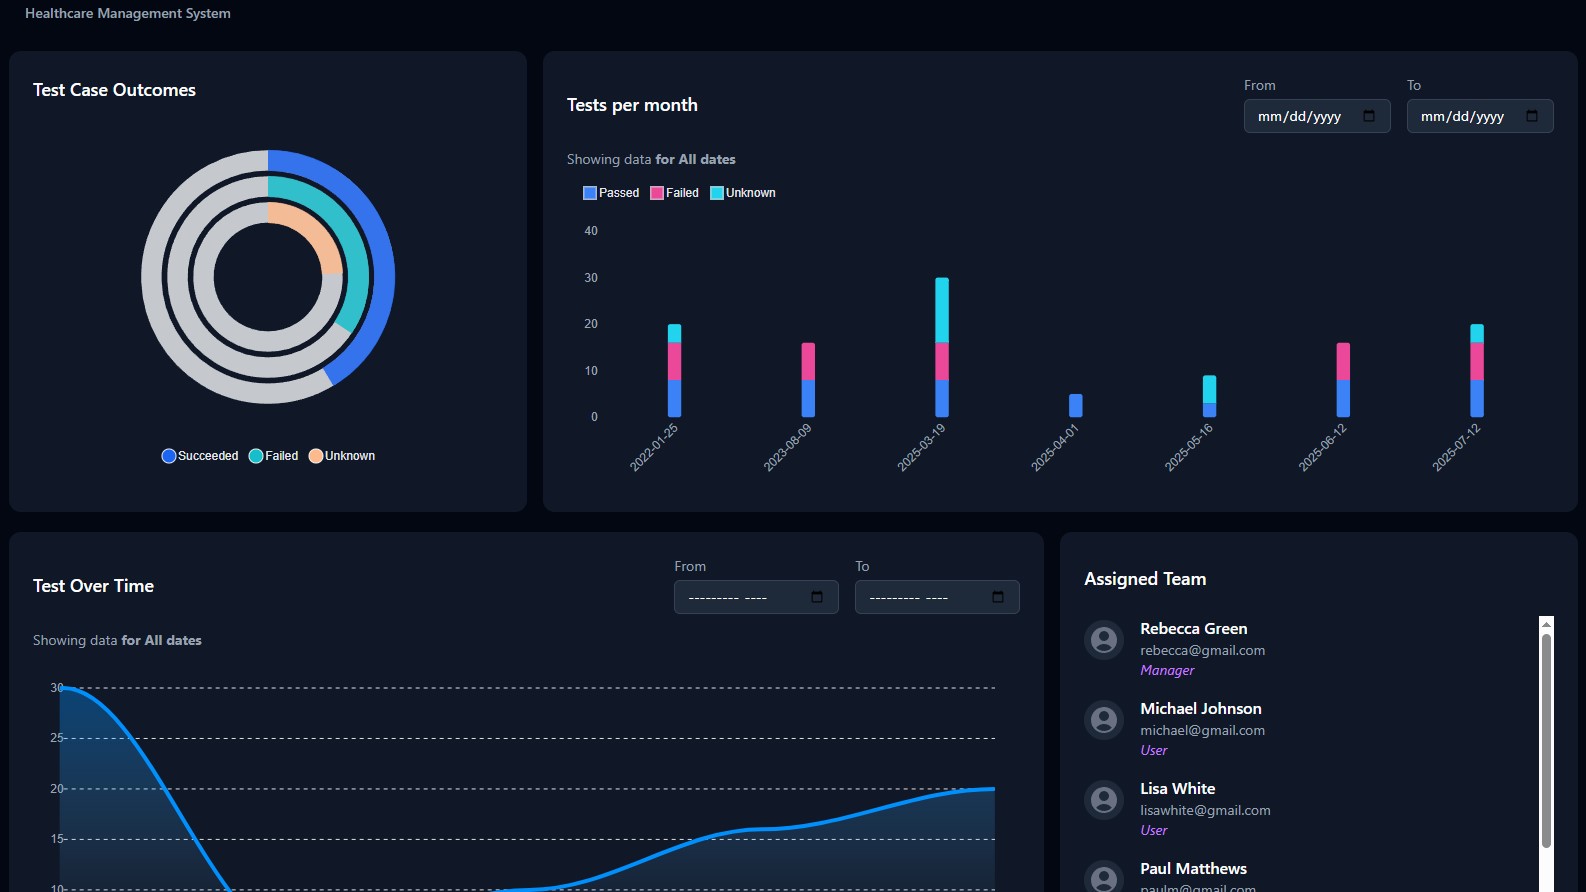 Healthcare Management System
Test Case Outcomes
Succeeded Failed Unknown
Tests per month
From To
mm/dd/yyyy mm/dd/yyyy
Showing data for All dates
Passed Failed Unknown
40
30
20
10
0
2022-01-25 2023-08-09 2025-03-19 2025-04-01 2025-05-16 2025-06-12 2025-07-12
Test Over Time
From To
--------- ---- --------- ----
Showing data for All dates
30
25
20
15
10
Assigned Team
Rebecca Green
rebecca@gmail.com
Manager
Michael Johnson
michael@gmail.com
User
Lisa White
lisawhite@gmail.com
User
Paul Matthews
paulm@gmail.com